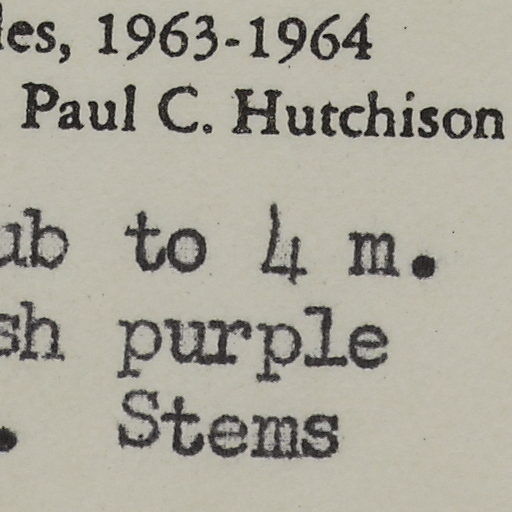 les, 1963-1964
Paul C. Hutchison
ub to 4 m.
sh purple
. Stems